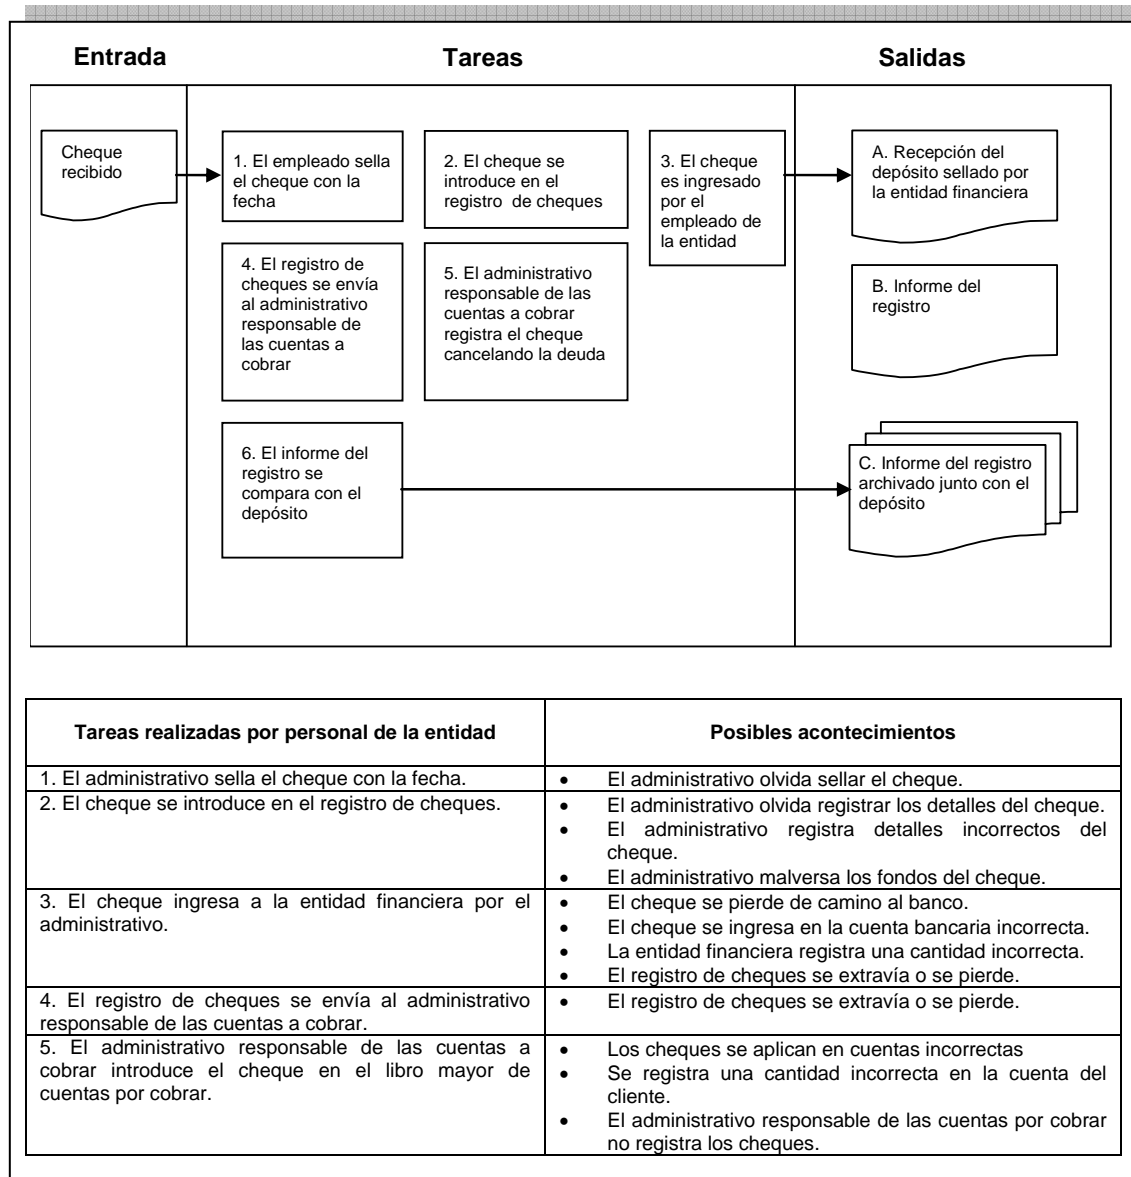 Entrada
Tareas
Salidas
Cheque
recibido
1. El empleado sella
el cheque con la
fecha
2. El cheque se
introduce en el
registro de cheques
3. El cheque
es ingresado
por el
empleado de
la entidad
A. Recepción del
depósito sellado por
la entidad financiera
4. El registro de
cheques se envía
al administrativo
responsable de
las cuentas a
cobrar
5. El administrativo
responsable de las
cuentas a cobrar
registra el cheque
cancelando la deuda
B. Informe del
registro
6. El informe del
registro se
compara con el
depósito
C. Informe del registro
archivado junto con el
depósito
Tareas realizadas por personal de la entidad
Posibles acontecimientos
1. El administrativo sella el cheque con la fecha.
• El administrativo olvida sellar el cheque.
2. El cheque se introduce en el registro de cheques.
• El administrativo olvida registrar los detalles del cheque.
• El administrativo registra detalles incorrectos del
cheque.
• El administrativo malversa los fondos del cheque.
3. El cheque ingresa a la entidad financiera por el
administrativo.
• El cheque se pierde de camino al banco.
• El cheque se ingresa en la cuenta bancaria incorrecta.
• La entidad financiera registra una cantidad incorrecta.
• El registro de cheques se extravía o se pierde.
4. El registro de cheques se envía al administrativo
responsable de las cuentas a cobrar.
• El registro de cheques se extravía o se pierde.
5. El administrativo responsable de las cuentas a
cobrar introduce el cheque en el libro mayor de
cuentas por cobrar.
• Los cheques se aplican en cuentas incorrectas
• Se registra una cantidad incorrecta en la cuenta del
cliente.
• El administrativo responsable de las cuentas por cobrar
no registra los cheques.